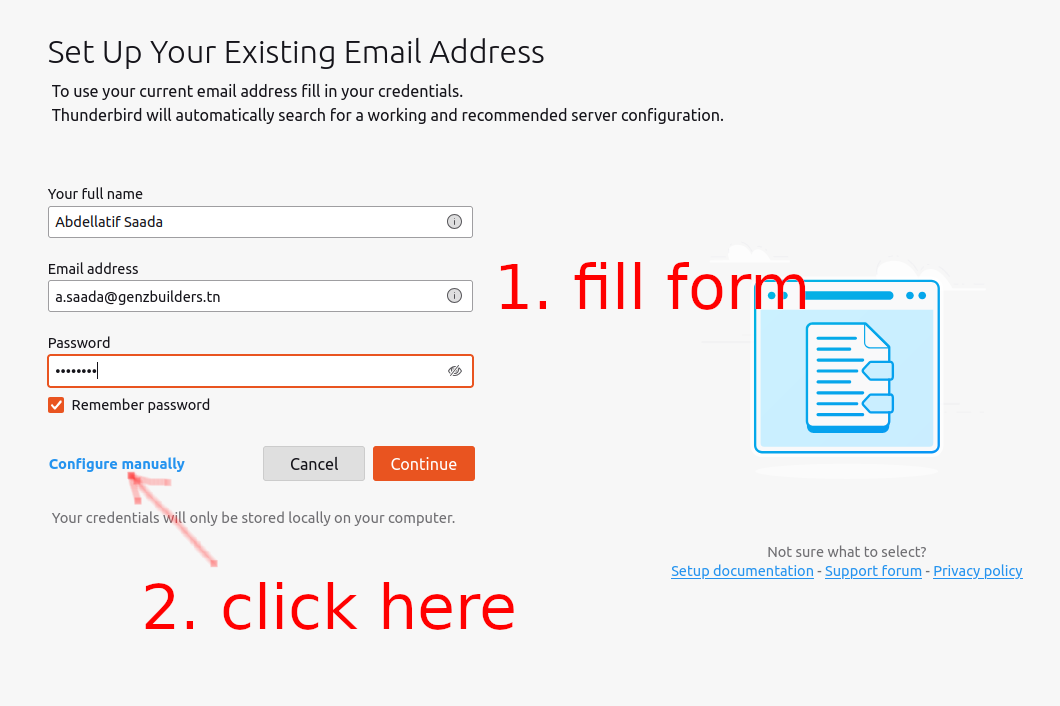 Set Up Your Existing Email Address
To use your current email address fill in your credentials.
Thunderbird will automatically search for a working and recommended server configuration.
Your full name
Abdellatif Saada
Email address
a.saada@genzbuilders.tn
1. fill form
Password
••••••••
Remember password
Configure manually
Cancel
Continue
Your credentials will only be stored locally on your computer.
2. click here
Not sure what to select?
Setup documentation - Support forum - Privacy policy